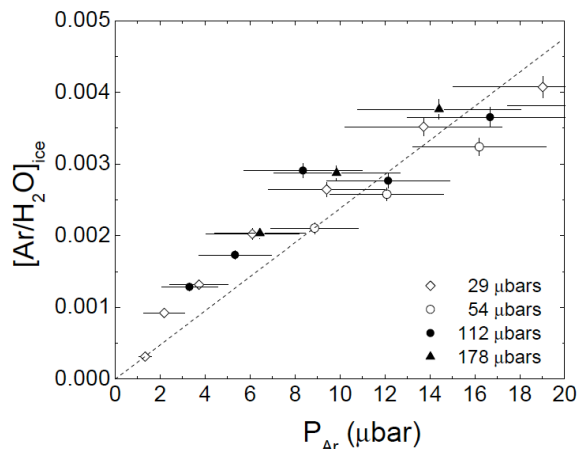 0.005
0.004
0.003
0.002
0.001
0.000
[Ar/H₂O]ice
0 2 4 6 8 10 12 14 16 18 20
P_Ar (μbar)
29 μbars
54 μbars
112 μbars
178 μbars